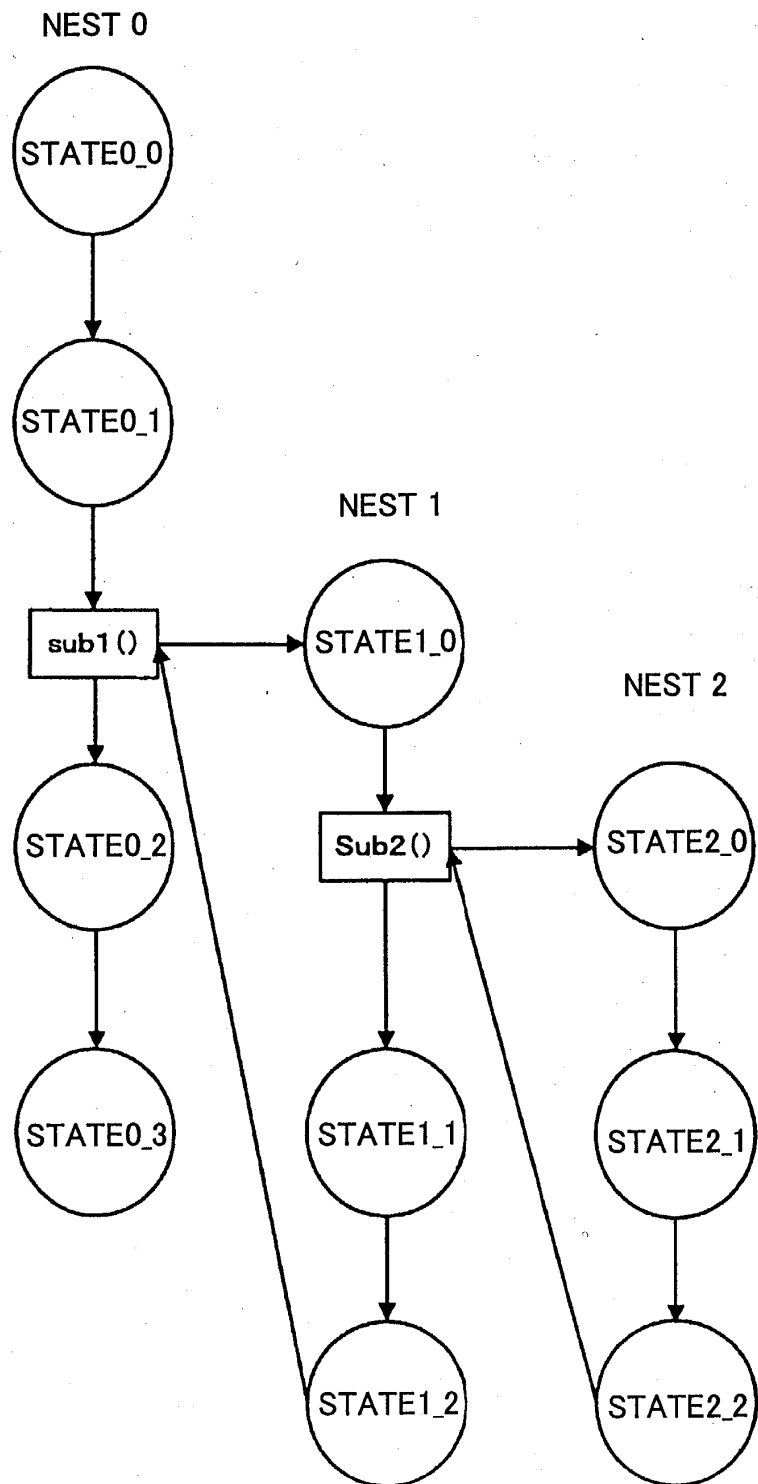 NEST 0
STATE0_0
STATE0_1
NEST 1
sub1()
STATE1_0
NEST 2
STATE0_2
Sub2()
STATE2_0
STATE0_3
STATE1_1
STATE2_1
STATE1_2
STATE2_2